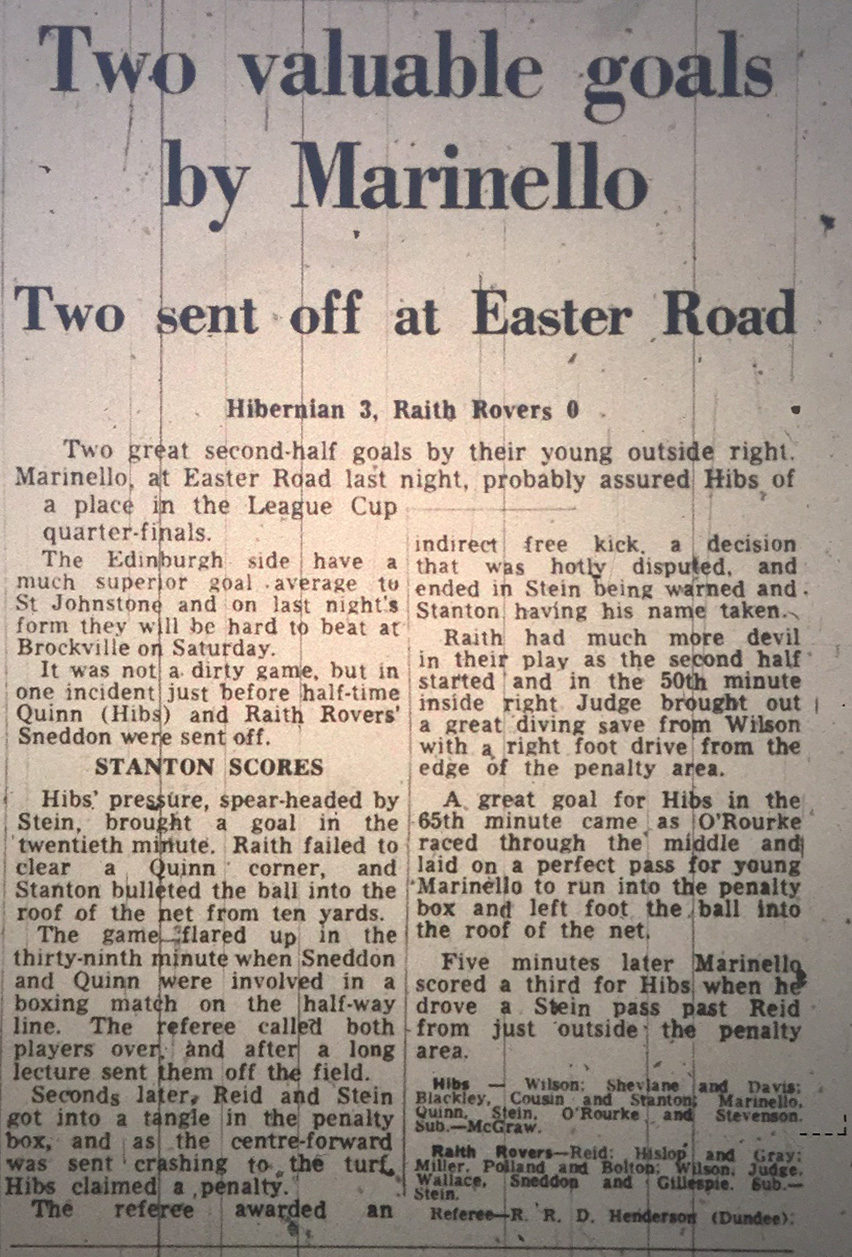 Two valuable goals
by Marinello
Two sent off at Easter Road
Hibernian 3, Raith Rovers 0
Two great second-half goals by their young outside right.
Marinello, at Easter Road last night, probably assured Hibs of
a place in the League Cup
quarter-finals.
The Edinburgh side have a
much superior goal average to
St Johnstone and on last night's
form they will be hard to beat at
Brockville on Saturday.
It was not a dirty game, but in
one incident just before half-time
Quinn (Hibs) and Raith Rovers'
Sneddon were sent off.
STANTON SCORES
Hibs' pressure, spear-headed by
Stein, brought a goal in the
twentieth minute. Raith failed to
clear a Quinn corner, and
Stanton bulleted the ball into the
roof of the net from ten yards.
The game flared up in the
thirty-ninth minute when Sneddon
and Quinn were involved in a
boxing match on the half-way
line. The referee called both
players over, and after a long
lecture sent them off the field.
Seconds later, Reid and Stein
got into a tangle in the penalty
box, and as the centre-forward
was sent crashing to the turf,
Hibs claimed a penalty.
The referee awarded an
indirect free kick, a decision
that was hotly disputed, and
ended in Stein being warned and
Stanton having his name taken.
Raith had much more devil
in their play as the second half
started and in the 50th minute
inside right Judge brought out
a great diving save from Wilson
with a right foot drive from the
edge of the penalty area.
A great goal for Hibs in the
65th minute came as O'Rourke
raced through the middle and
laid on a perfect pass for young
Marinello to run into the penalty
box and left foot the ball into
the roof of the net.
Five minutes later Marinello
scored a third for Hibs when he
drove a Stein pass past Reid
from just outside the penalty
area.
Hibs — Wilson; Shevlane and Davis;
Blackley, Cousin and Stanton; Marinello,
Quinn, Stein, O'Rourke and Stevenson.
Sub.—McGraw.
Raith Rovers—Reid; Hislop and Gray;
Miller, Polland and Bolton; Wilson, Judge,
Wallace, Sneddon and Gillespie. Sub.—
Stein.
Referee—R. R. D. Henderson (Dundee).